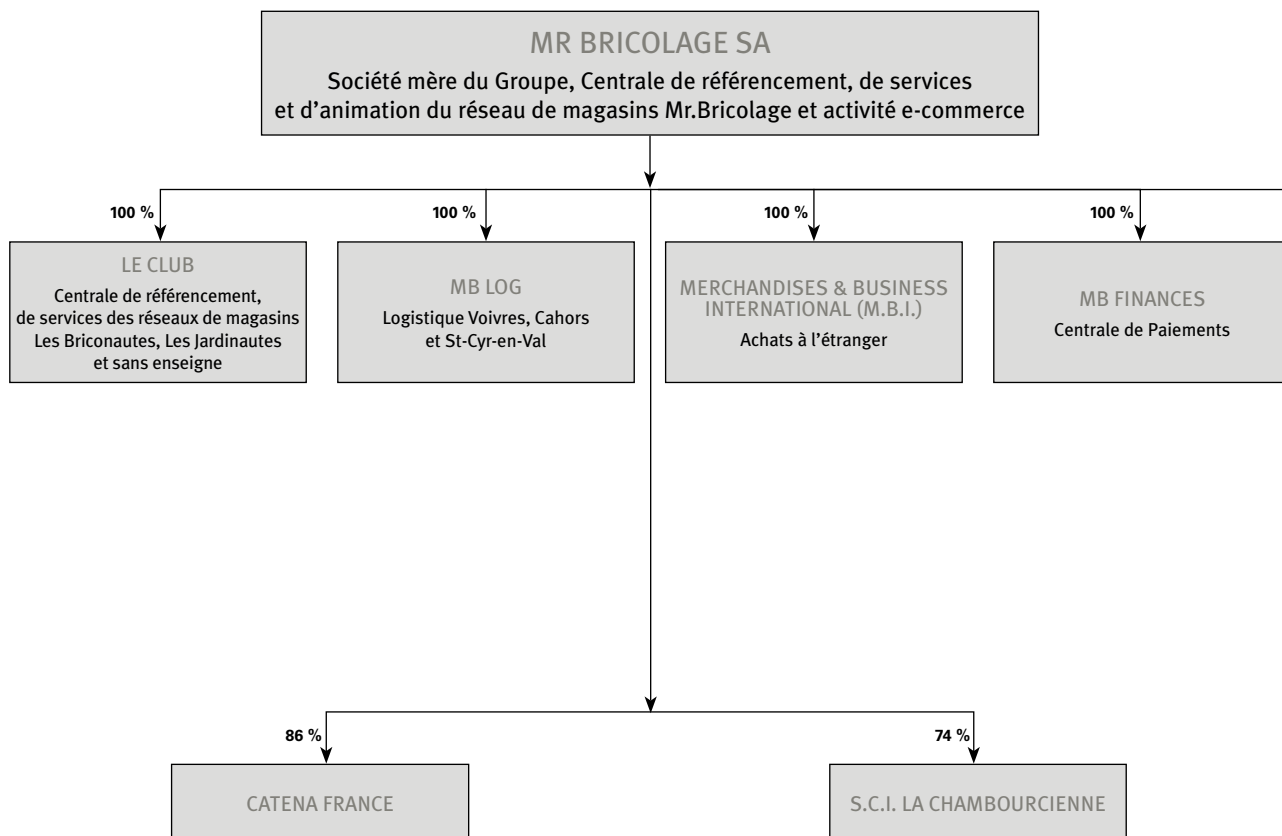 MR BRICOLAGE SA
Société mère du Groupe, Centrale de référencement, de services
et d'animation du réseau de magasins Mr.Bricolage et activité e-commerce
100 %
100 %
100 %
100 %
LE CLUB
Centrale de référencement,
de services des réseaux de magasins
Les Briconautes, Les Jardinautes
et sans enseigne
MB LOG
Logistique Voivres, Cahors
et St-Cyr-en-Val
MERCHANDISES & BUSINESS
INTERNATIONAL (M.B.I.)
Achats à l'étranger
MB FINANCES
Centrale de Paiements
86 %
74 %
CATENA FRANCE
S.C.I. LA CHAMBOURCIENNE